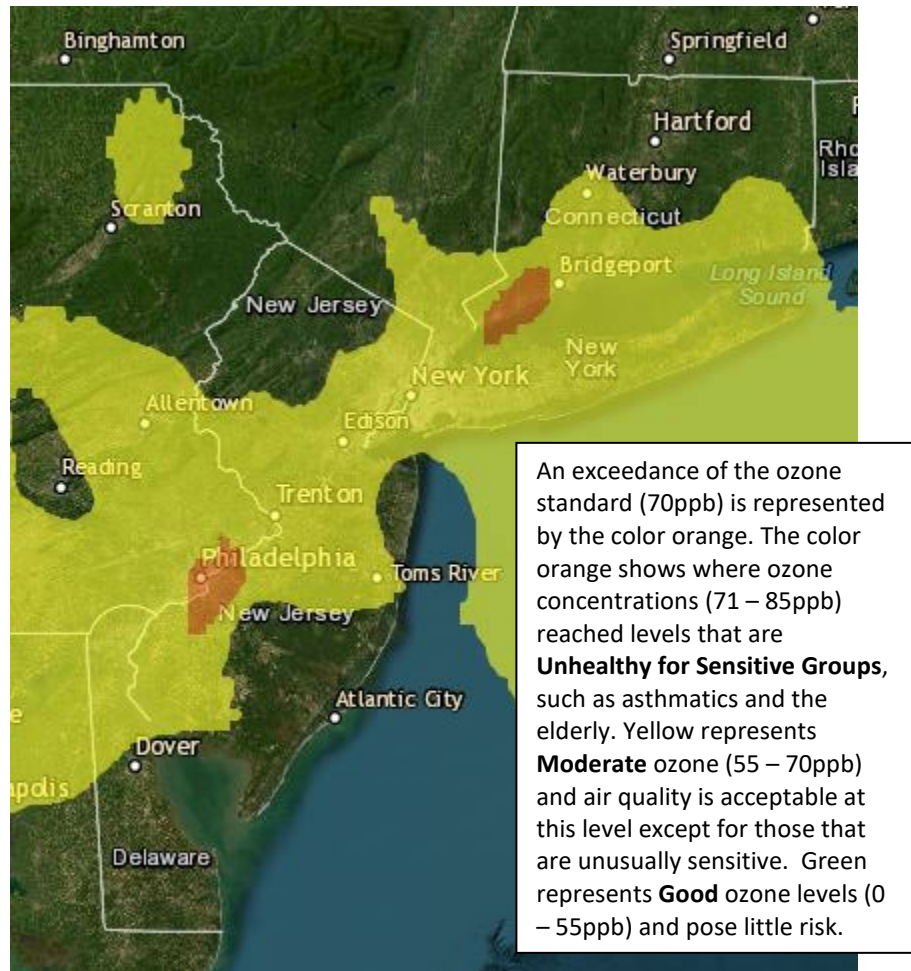 Binghamton
Springfield
Hartford
Rho
Isla
Waterbury
Connecticut
Scranton
Bridgeport
Long Island
Sound
New Jersey
New
York
New York
Allentown
Edison
Reading
Trenton
Philadelphia
Toms River
New Jersey
Atlantic City
Dover
apolis
Delaware
An exceedance of the ozone
standard (70ppb) is represented
by the color orange. The color
orange shows where ozone
concentrations (71 – 85ppb)
reached levels that are
Unhealthy for Sensitive Groups,
such as asthmatics and the
elderly. Yellow represents
Moderate ozone (55 – 70ppb)
and air quality is acceptable at
this level except for those that
are unusually sensitive. Green
represents Good ozone levels (0
– 55ppb) and pose little risk.